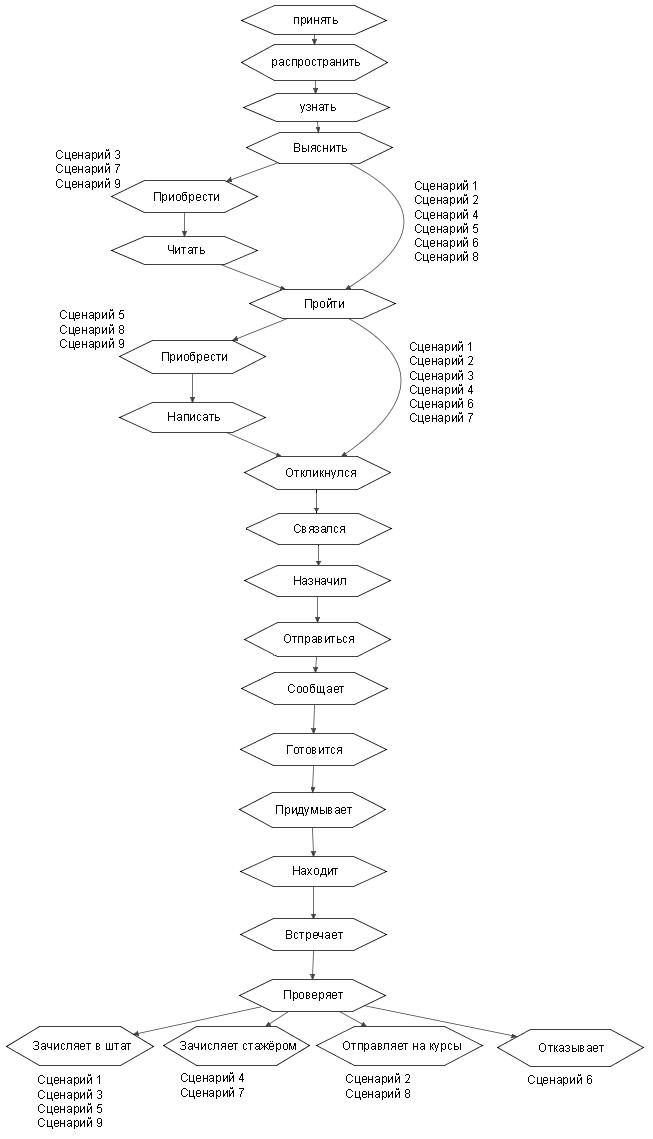 принять
распространить
узнать
Выяснить
Сценарий 3
Сценарий 7
Сценарий 9
Приобрести
Читать
Сценарий 1
Сценарий 2
Сценарий 4
Сценарий 5
Сценарий 6
Сценарий 8
Пройти
Сценарий 5
Сценарий 8
Сценарий 9
Приобрести
Написать
Сценарий 1
Сценарий 2
Сценарий 3
Сценарий 4
Сценарий 6
Сценарий 7
Откликнулся
Связался
Назначил
Отправиться
Сообщает
Готовится
Придумывает
Находит
Встречает
Проверяет
Зачисляет в штат
Сценарий 1
Сценарий 3
Сценарий 5
Сценарий 9
Зачисляет стажёром
Сценарий 4
Сценарий 7
Отправляет на курсы
Сценарий 2
Сценарий 8
Отказывает
Сценарий 6